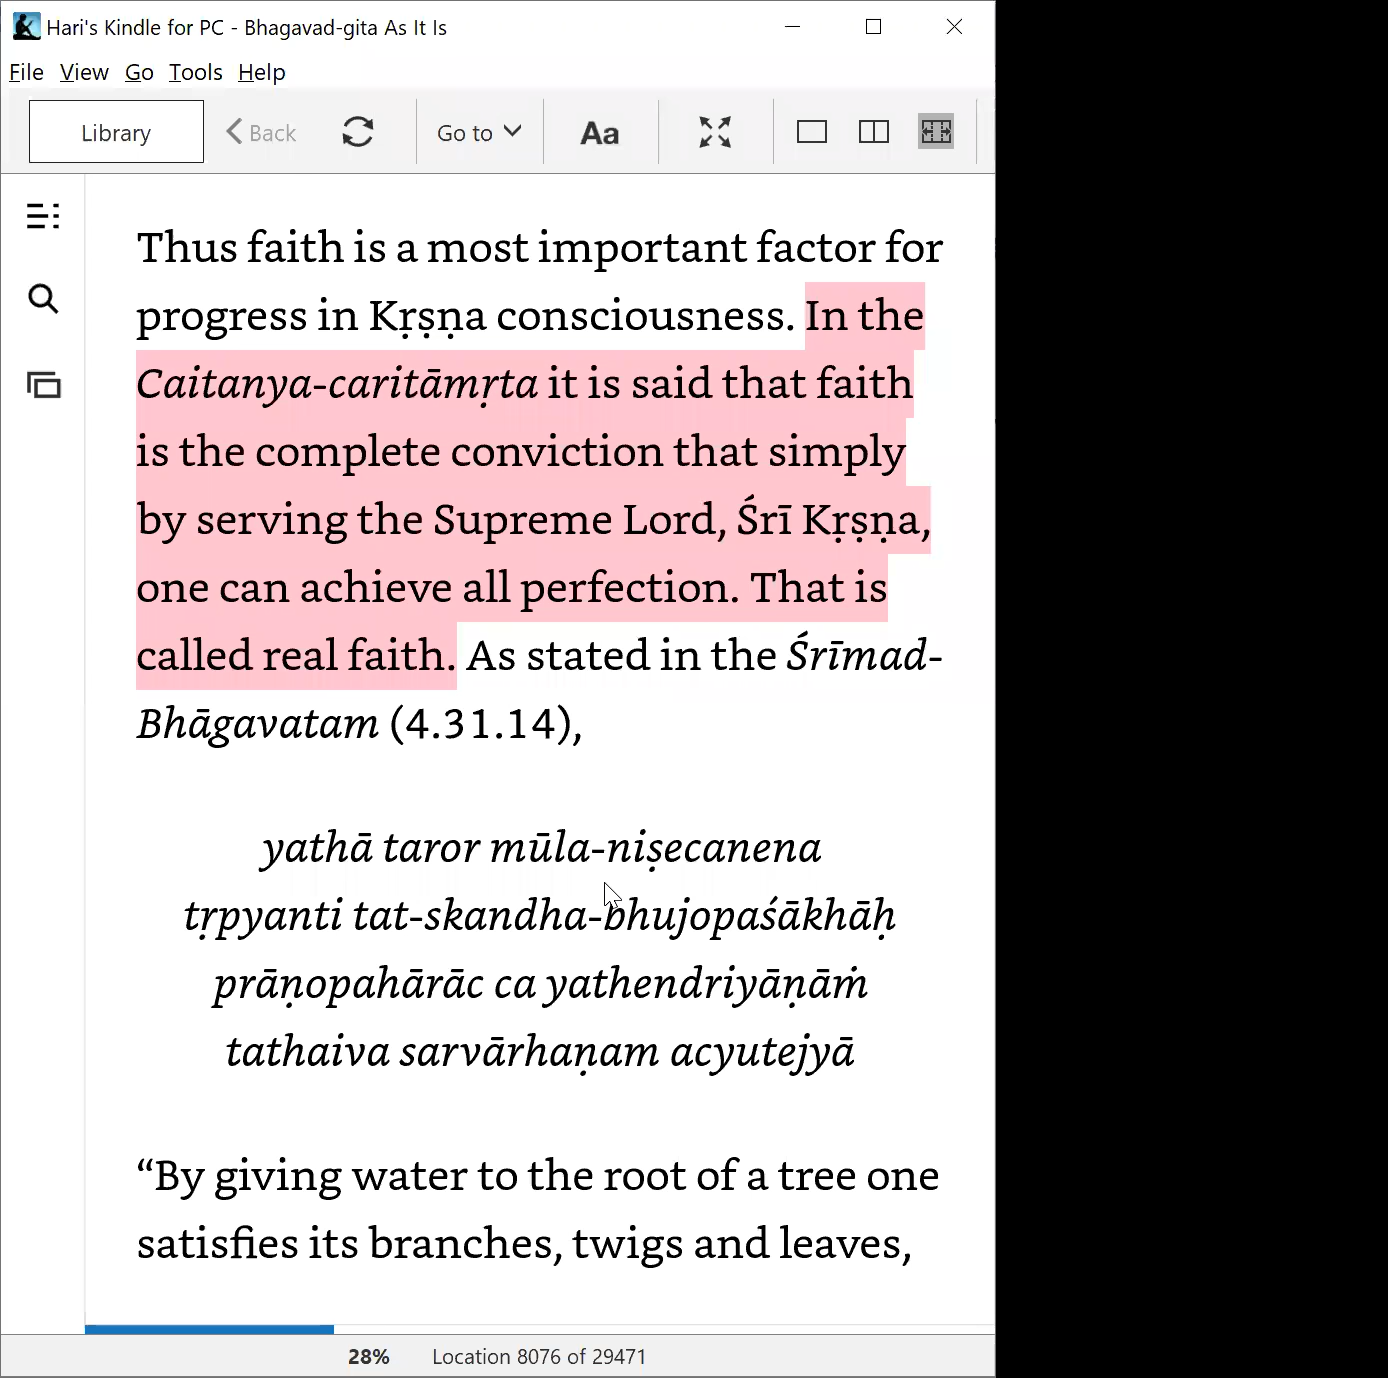 Hari's Kindle for PC - Bhagavad-gita As It Is
File View Go Tools Help
Library Back Go to Aa
Thus faith is a most important factor for
progress in Kṛṣṇa consciousness. In the
Caitanya-caritāmṛta it is said that faith
is the complete conviction that simply
by serving the Supreme Lord, Śrī Kṛṣṇa,
one can achieve all perfection. That is
called real faith. As stated in the Śrīmad-
Bhāgavatam (4.31.14),
yathā taror mūla-niṣecanena
tṛpyanti tat-skandha-bhujopaśākhāḥ
prāṇopahārāc ca yathendriyāṇāṁ
tathaiva sarvārhaṇam acyutejyā
“By giving water to the root of a tree one
satisfies its branches, twigs and leaves,
28% Location 8076 of 29471